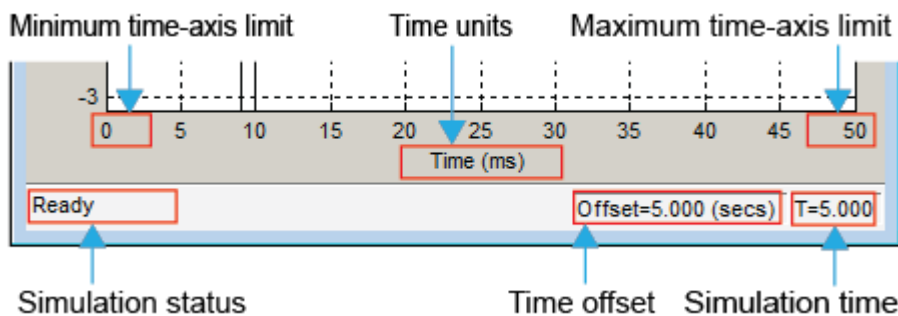 Minimum time-axis limit Time units Maximum time-axis limit
-3
0 5 10 15 20 25 30 35 40 45 50
Time (ms)
Ready Offset=5.000 (secs) T=5.000
Simulation status Time offset Simulation time